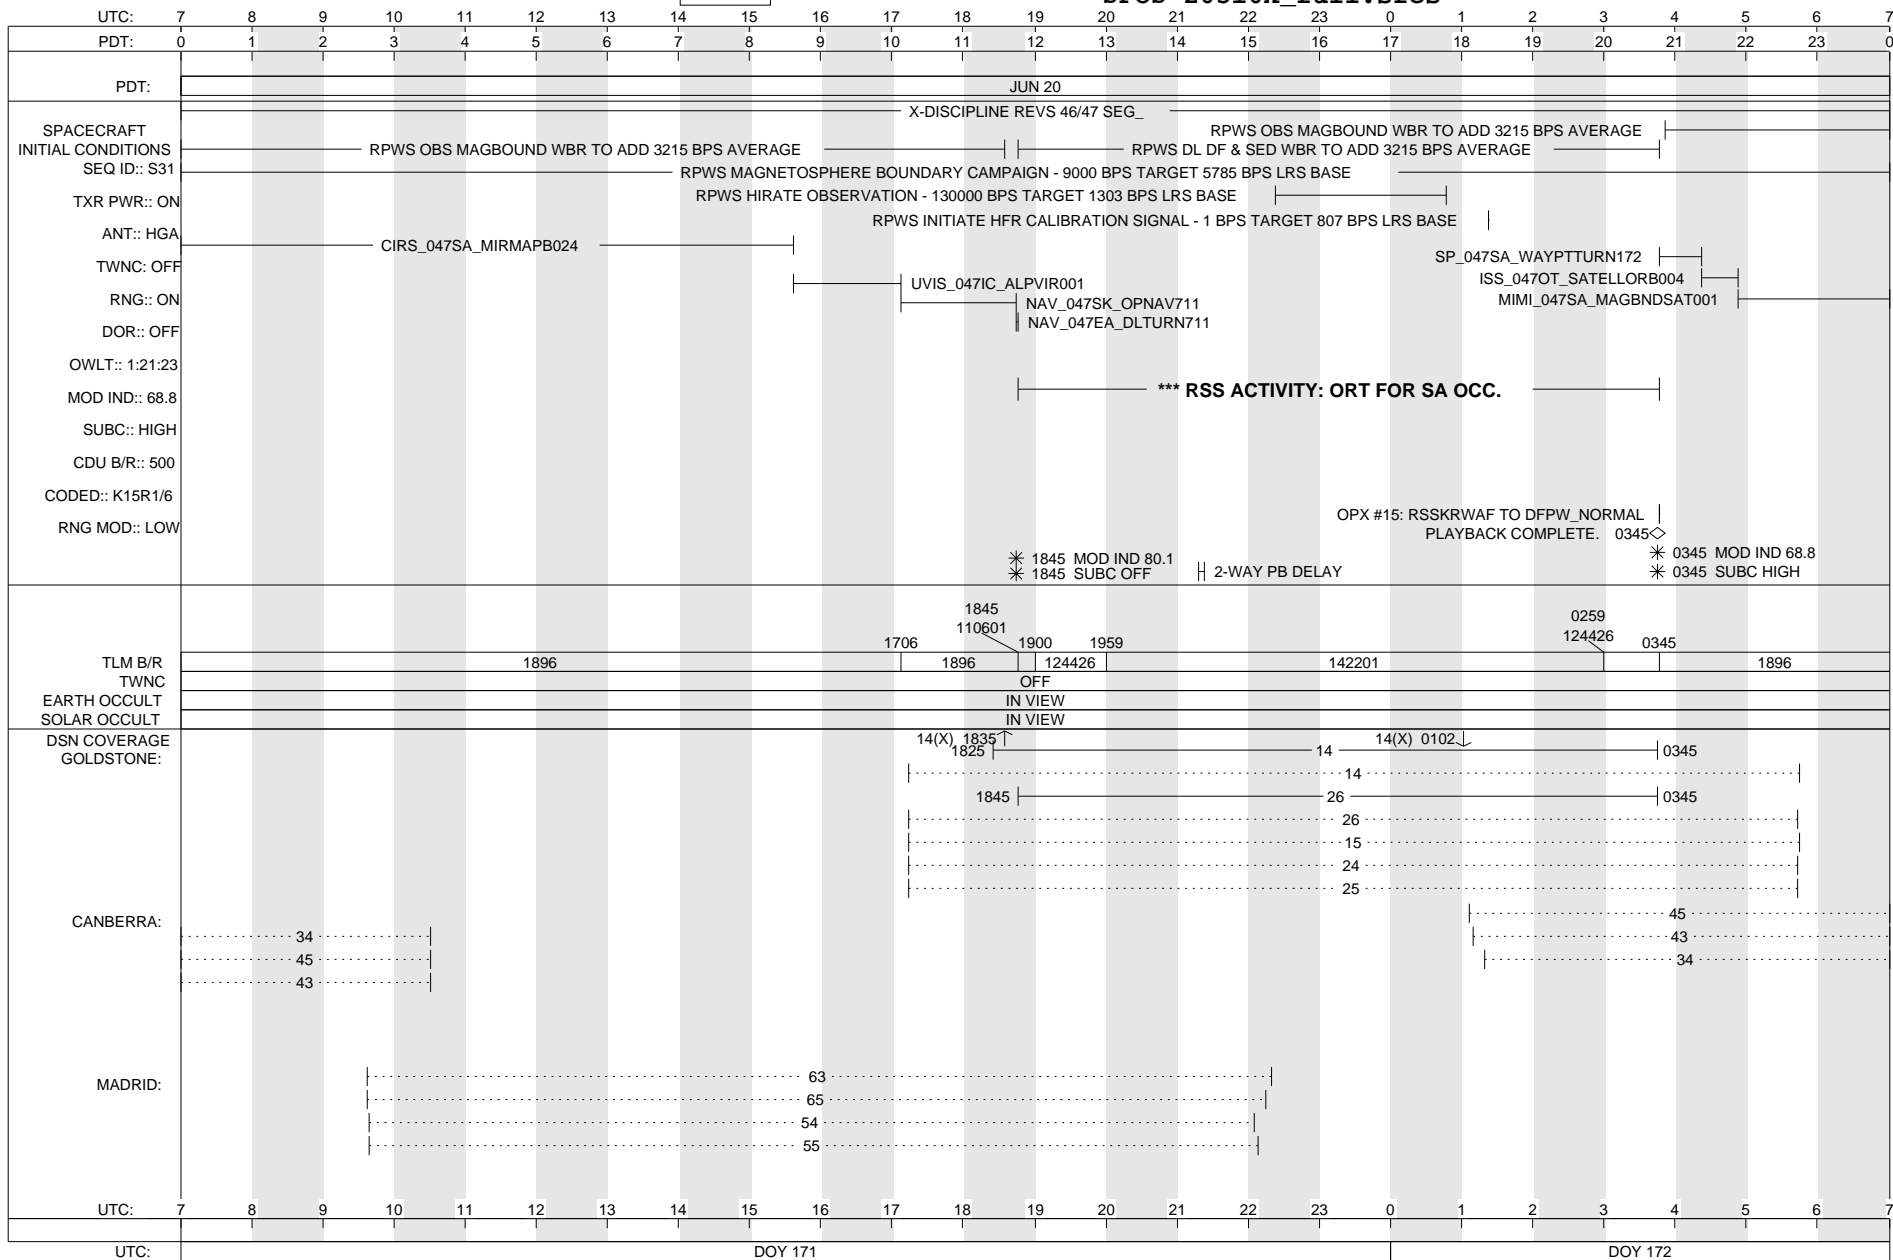 UTC: 7 8 9 10 11 12 13 14 15 16 17 18 19 20 21 22 23 0 1 2 3 4 5 6 7
PDT: 0 1 2 3 4 5 6 7 8 9 10 11 12 13 14 15 16 17 18 19 20 21 22 23 0
PDT: JUN 20
X-DISCIPLINE REVS 46/47 SEG_
SPACECRAFT RPWS OBS MAGBOUND WBR TO ADD 3215 BPS AVERAGE
INITIAL CONDITIONS RPWS OBS MAGBOUND WBR TO ADD 3215 BPS AVERAGE RPWS DL DF & SED WBR TO ADD 3215 BPS AVERAGE
SEQ ID:: S31 RPWS MAGNETOSPHERE BOUNDARY CAMPAIGN - 9000 BPS TARGET 5785 BPS LRS BASE
RPWS HIRATE OBSERVATION - 130000 BPS TARGET 1303 BPS LRS BASE
TXR PWR:: ON
RPWS INITIATE HFR CALIBRATION SIGNAL - 1 BPS TARGET 807 BPS LRS BASE
ANT:: HGA
CIRS_047SA_MIRMAPB024
SP_047SA_WAYPTTURN172
TWNC: OFF
UVIS_047IC_ALPVIR001 ISS_047OT_SATELLORB004
RNG:: ON NAV_047SK_OPNAV711 MIMI_047SA_MAGBNDSAT001
NAV_047EA_DLTURN711
DOR:: OFF
OWLT:: 1:21:23
*** RSS ACTIVITY: ORT FOR SA OCC.
MOD IND:: 68.8
SUBC:: HIGH
CDU B/R:: 500
CODED:: K15R1/6
OPX #15: RSSKRWAF TO DFPW_NORMAL
RNG MOD:: LOW
PLAYBACK COMPLETE. 0345
1845 MOD IND 80.1 0345 MOD IND 68.8
1845 SUBC OFF 2-WAY PB DELAY 0345 SUBC HIGH
1845 0259
110601 124426
1706 1900 1959 0345
TLM B/R 1896 1896 124426 142201 1896
TWNC OFF
EARTH OCCULT IN VIEW
SOLAR OCCULT IN VIEW
DSN COVERAGE 14(X) 1835 14(X) 0102
GOLDSTONE: 1825 14 0345
14
1845 26 0345
26
15
24
25
CANBERRA: 45
34 43
45 34
43
MADRID: 63
65
54
55
UTC: 7 8 9 10 11 12 13 14 15 16 17 18 19 20 21 22 23 0 1 2 3 4 5 6 7
UTC: DOY 171 DOY 172